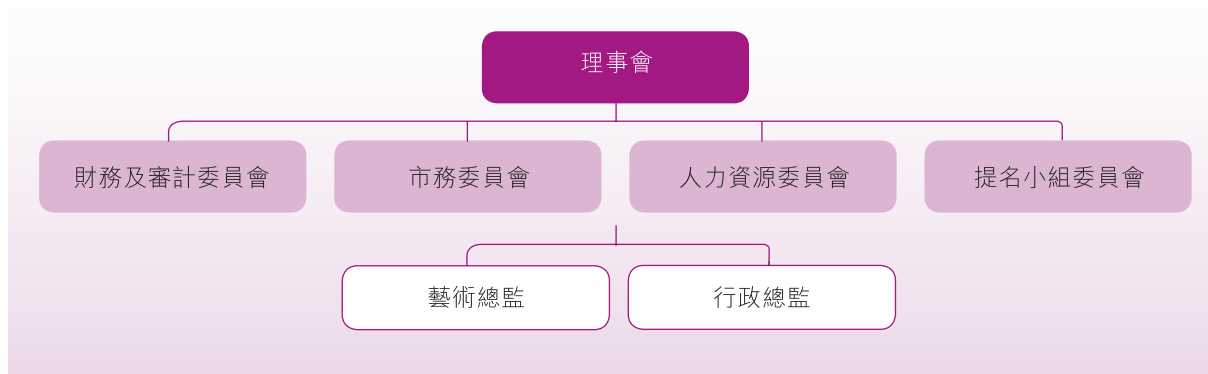 理事會
財務及審計委員會
市務委員會
人力資源委員會
提名小組委員會
藝術總監
行政總監